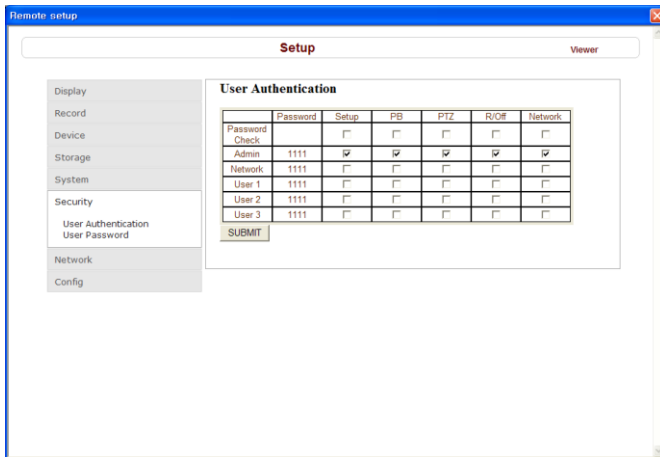 Remote setup
Setup
Viewer
Display
Record
Device
Storage
System
Security
User Authentication
User Password
Network
Config
User Authentication
Password Setup PB PTZ R/Off Network
Password
Check
Admin 1111
Network 1111
User 1 1111
User 2 1111
User 3 1111
SUBMIT